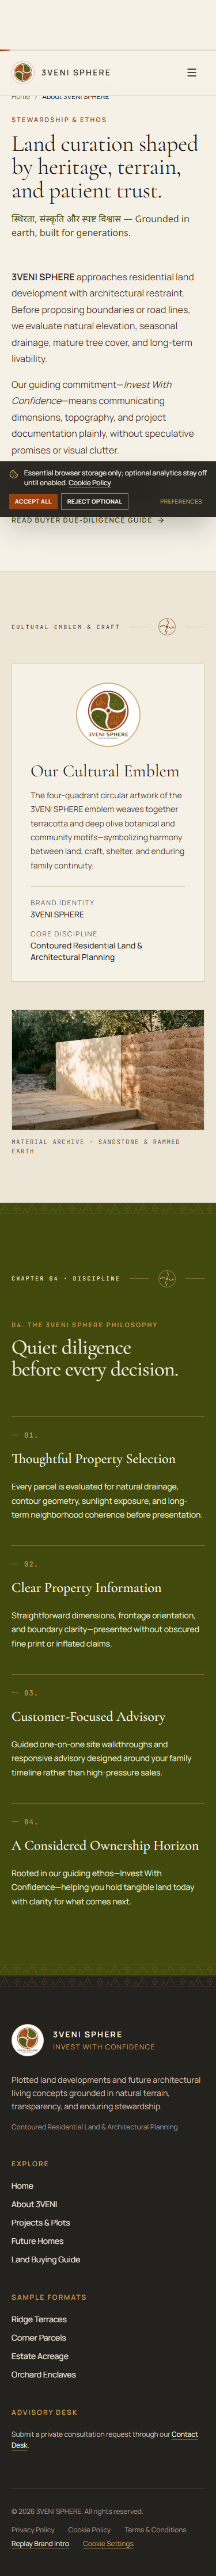 3VENI SPHERE
Home / About 3VENI SPHERE
STEWARDSHIP & ETHOS
Land curation shaped
by heritage, terrain,
and patient trust.
स्थिरता, संस्कृति और स्पष्ट विश्वास — Grounded in
earth, built for generations.
3VENI SPHERE approaches residential land
development with architectural restraint.
Before proposing boundaries or road lines,
we evaluate natural elevation, seasonal
drainage, mature tree cover, and long-term
livability.
Our guiding commitment—Invest With
Confidence—means communicating
dimensions, topography, and project
documentation plainly, without speculative
promises or visual clutter.
Essential browser storage only; optional analytics stay off
until enabled. Cookie Policy
ACCEPT ALL
REJECT OPTIONAL
PREFERENCES
READ BUYER DUE-DILIGENCE GUIDE →
CULTURAL EMBLEM & CRAFT
3VENI SPHERE
Our Cultural Emblem
The four-quadrant circular artwork of the
3VENI SPHERE emblem weaves together
terracotta and deep olive botanical and
community motifs—symbolizing harmony
between land, craft, shelter, and enduring
family continuity.
BRAND IDENTITY
3VENI SPHERE
CORE DISCIPLINE
Contoured Residential Land &
Architectural Planning
MATERIAL ARCHIVE · SANDSTONE & RAMMED
EARTH
CHAPTER 04 · DISCIPLINE
04. THE 3VENI SPHERE PHILOSOPHY
Quiet diligence
before every decision.
— 01.
Thoughtful Property Selection
Every parcel is evaluated for natural drainage,
contour geometry, sunlight exposure, and long-
term neighborhood coherence before presentation.
— 02.
Clear Property Information
Straightforward dimensions, frontage orientation,
and boundary clarity—presented without obscured
fine print or inflated claims.
— 03.
Customer-Focused Advisory
Guided one-on-one site walkthroughs and
responsive advisory designed around your family
timeline rather than high-pressure sales.
— 04.
A Considered Ownership Horizon
Rooted in our guiding ethos—Invest With
Confidence—helping you hold tangible land today
with clarity for what comes next.
3VENI SPHERE
INVEST WITH CONFIDENCE
Plotted land developments and future architectural
living concepts grounded in natural terrain,
transparency, and enduring stewardship.
Contoured Residential Land & Architectural Planning
EXPLORE
Home
About 3VENI
Projects & Plots
Future Homes
Land Buying Guide
SAMPLE FORMATS
Ridge Terraces
Corner Parcels
Estate Acreage
Orchard Enclaves
ADVISORY DESK
Submit a private consultation request through our Contact
Desk.
© 2026 3VENI SPHERE. All rights reserved.
Privacy Policy
Cookie Policy
Terms & Conditions
Replay Brand Intro
Cookie Settings